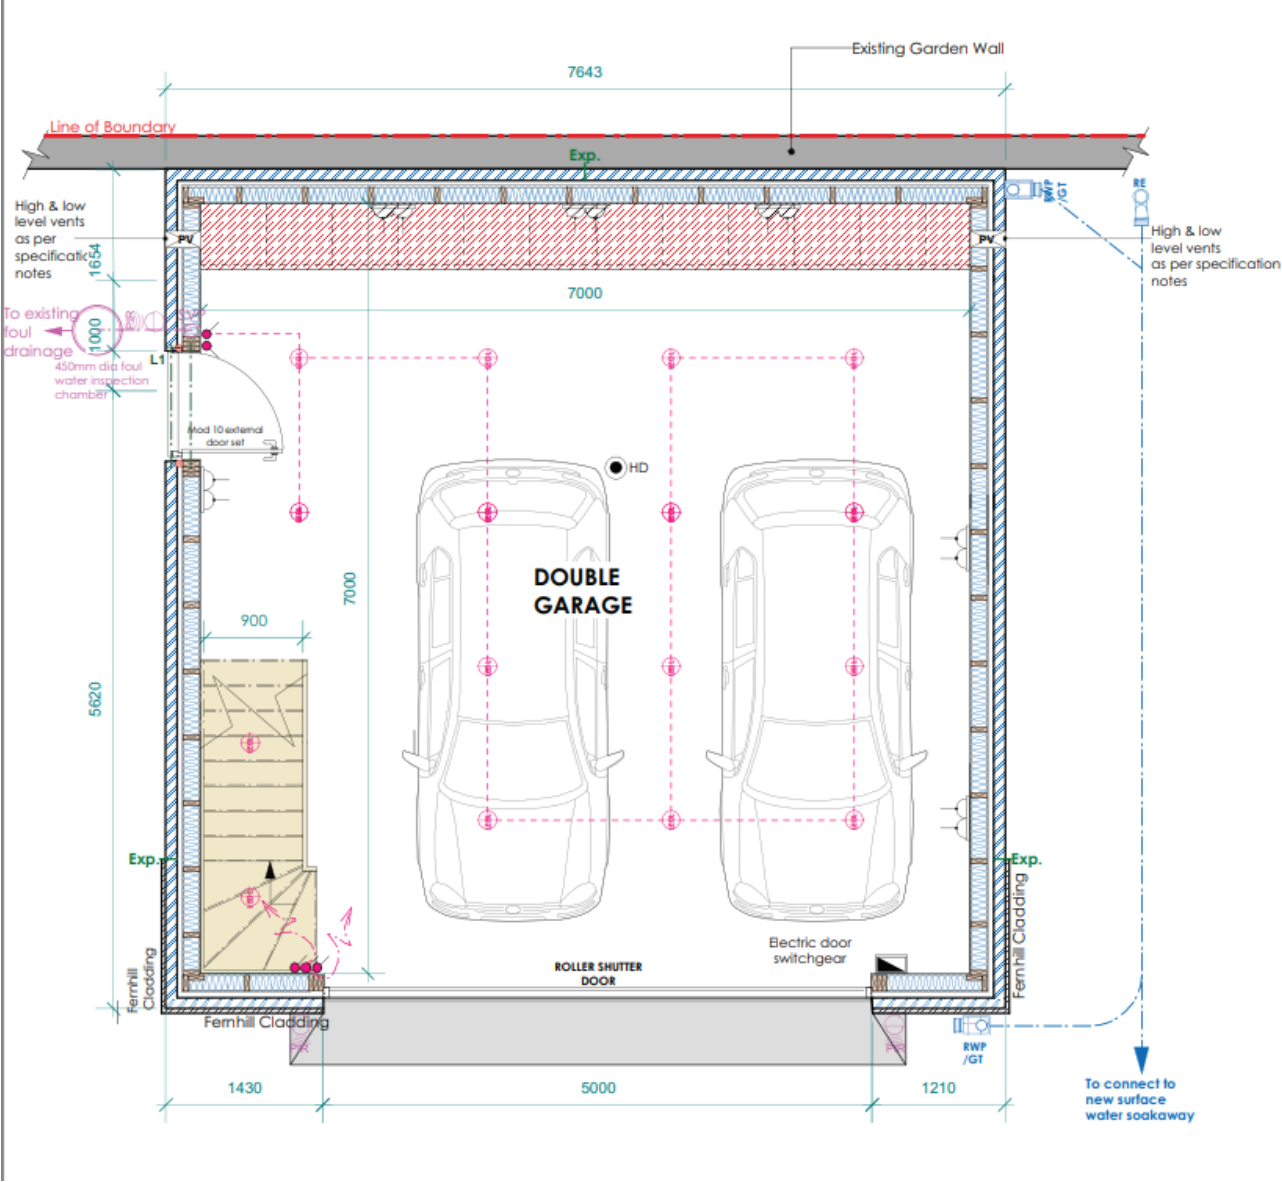 Existing Garden Wall
7643
Line of Boundary
Exp.
RWP
/GT
RE
High & low
level vents
as per
specification
notes
PV
PV
High & low
level vents
as per specification
notes
1654
7000
To existing
foul
drainage
1000
L1
450mm dia foul
water inspection
chamber
Mod 10 external
door set
HD
DOUBLE
GARAGE
7000
900
5620
Exp.
Exp.
Fernhill Cladding
Electric door
switchgear
ROLLER SHUTTER
DOOR
Fernhill
Cladding
Fernhill Cladding
PIR
PIR
RWP
/GT
1430
5000
1210
To connect to
new surface
water soakaway